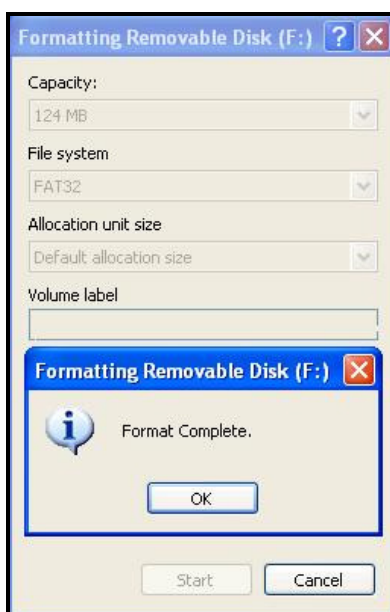 Formatting Removable Disk (F:)
Capacity:
124 MB
File system
FAT32
Allocation unit size
Default allocation size
Volume label
Formatting Removable Disk (F:)
Format Complete.
OK
Start
Cancel